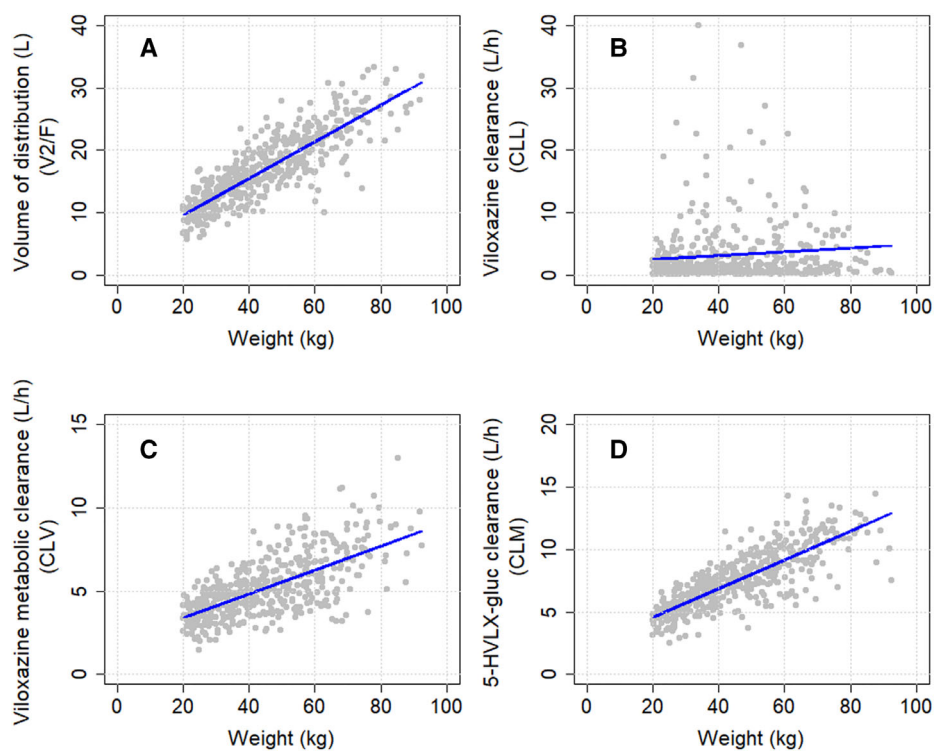 Volume of distribution (L)
(V2/F)
A
40
30
20
10
0
0 20 40 60 80 100
Weight (kg)
Viloxazine clearance (L/h)
(CLL)
B
40
30
20
10
0
0 20 40 60 80 100
Weight (kg)
Viloxazine metabolic clearance (L/h)
(CLV)
C
15
10
5
0
0 20 40 60 80 100
Weight (kg)
5-HVLX-gluc clearance (L/h)
(CLM)
D
20
15
10
5
0
0 20 40 60 80 100
Weight (kg)